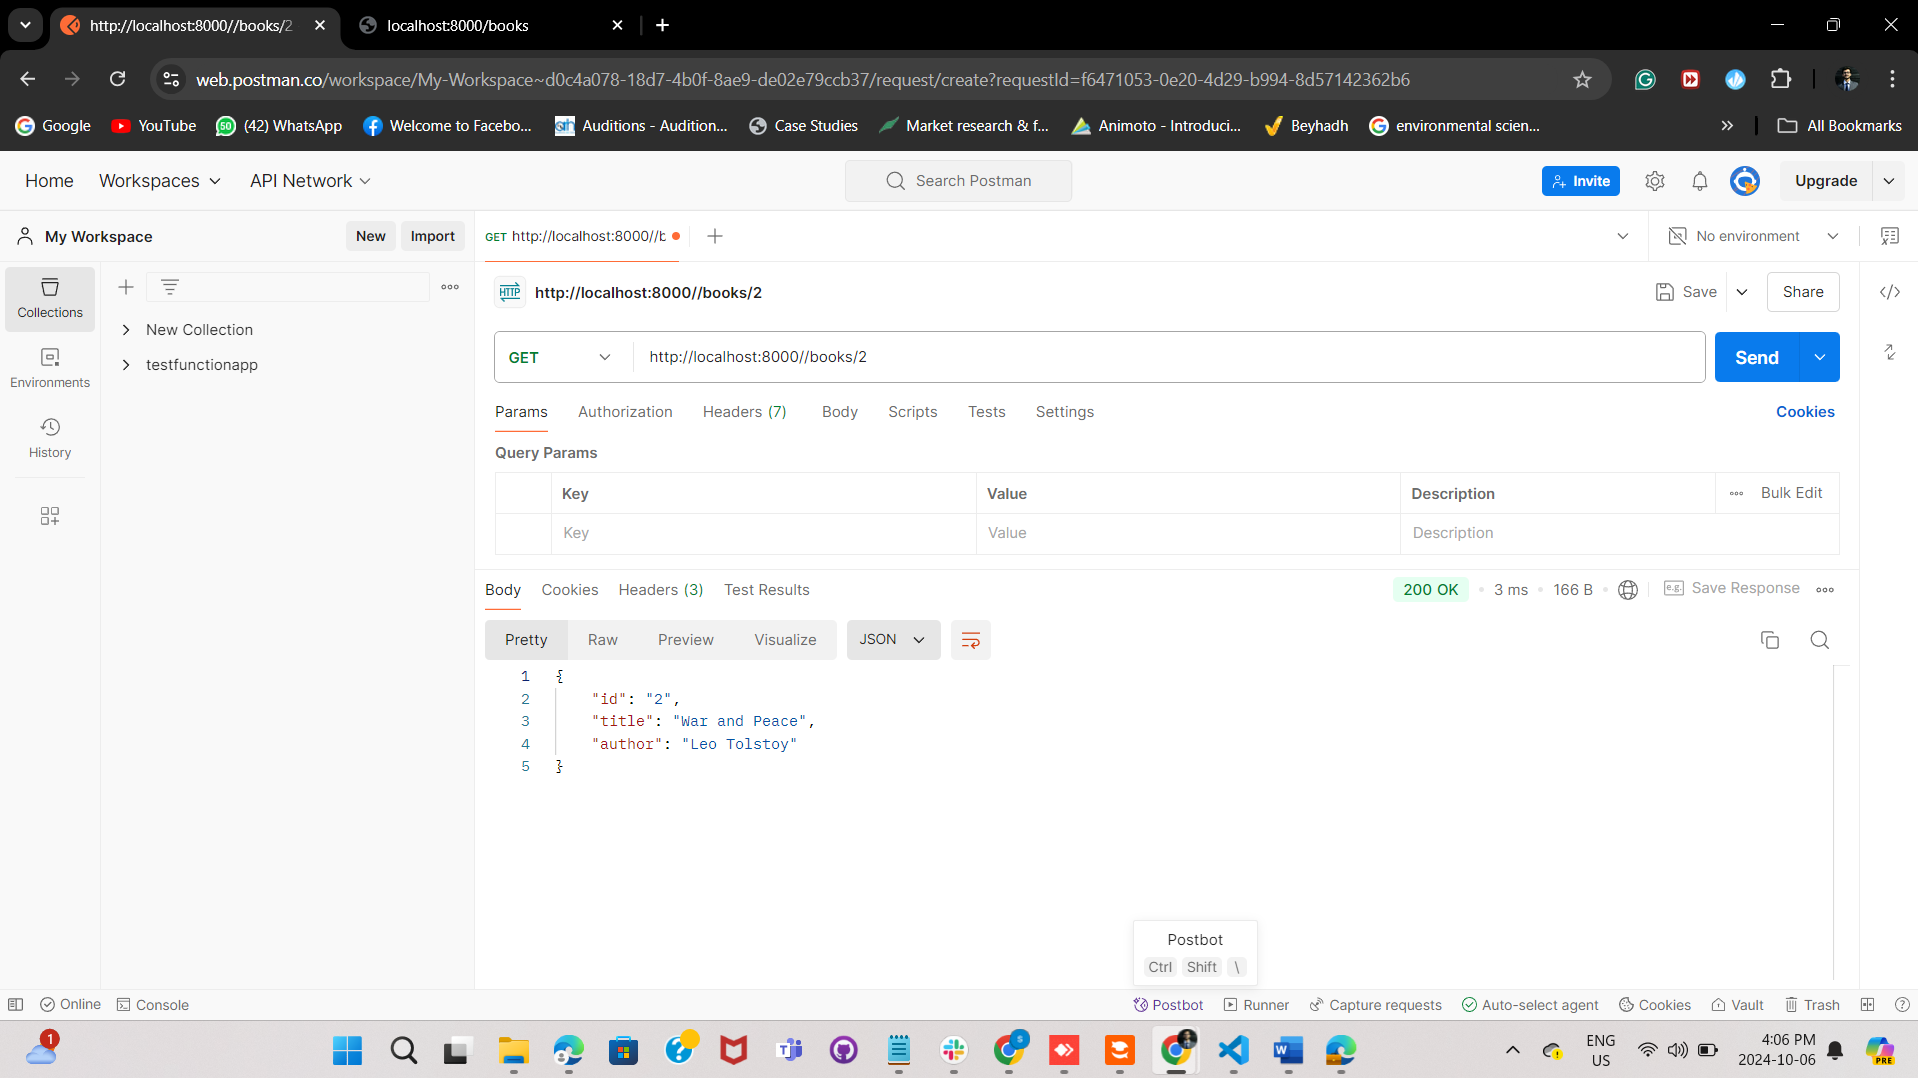 http://localhost:8000//books/2
localhost:8000/books
web.postman.co/workspace/My-Workspace~d0c4a078-18d7-4b0f-8ae9-de02e79ccb37/request/create?requestId=f6471053-0e20-4d29-b994-8d57142362b6
Google YouTube (42) WhatsApp Welcome to Facebo... Auditions - Audition... Case Studies Market research & f... Animoto - Introduci... Beyhadh environmental scien... » All Bookmarks
Home Workspaces API Network Search Postman Invite Upgrade
My Workspace New Import GET http://localhost:8000//b No environment
Collections
Environments
History
New Collection
testfunctionapp
HTTP http://localhost:8000//books/2 Save Share
GET http://localhost:8000//books/2 Send
Params Authorization Headers (7) Body Scripts Tests Settings Cookies
Query Params
Key Value Description Bulk Edit
Key Value Description
Body Cookies Headers (3) Test Results 200 OK 3 ms 166 B e.g. Save Response
Pretty Raw Preview Visualize JSON
1 {
2 "id": "2",
3 "title": "War and Peace",
4 "author": "Leo Tolstoy"
5 }
Postbot
Ctrl Shift \
Online Console Postbot Runner Capture requests Auto-select agent Cookies Vault Trash
1
ENG
US
4:06 PM
2024-10-06
PRE